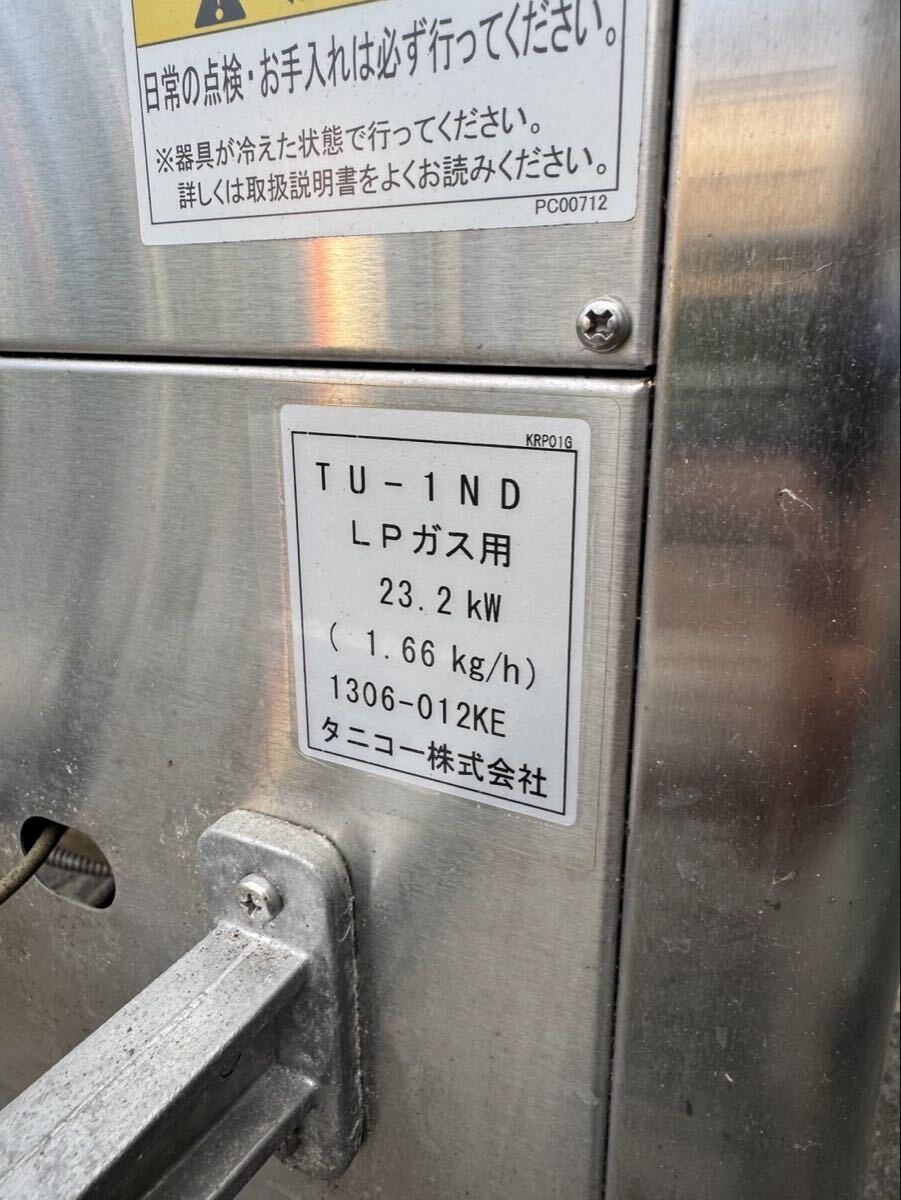 日常の点検・お手入れは必ず行ってください。
※器具が冷えた状態で行ってください。
詳しくは取扱説明書をよくお読みください。
PC00712
KRP01G
TU-1ND
LPガス用
23.2kW
( 1.66 kg/h)
1306-012KE
タニコー株式会社